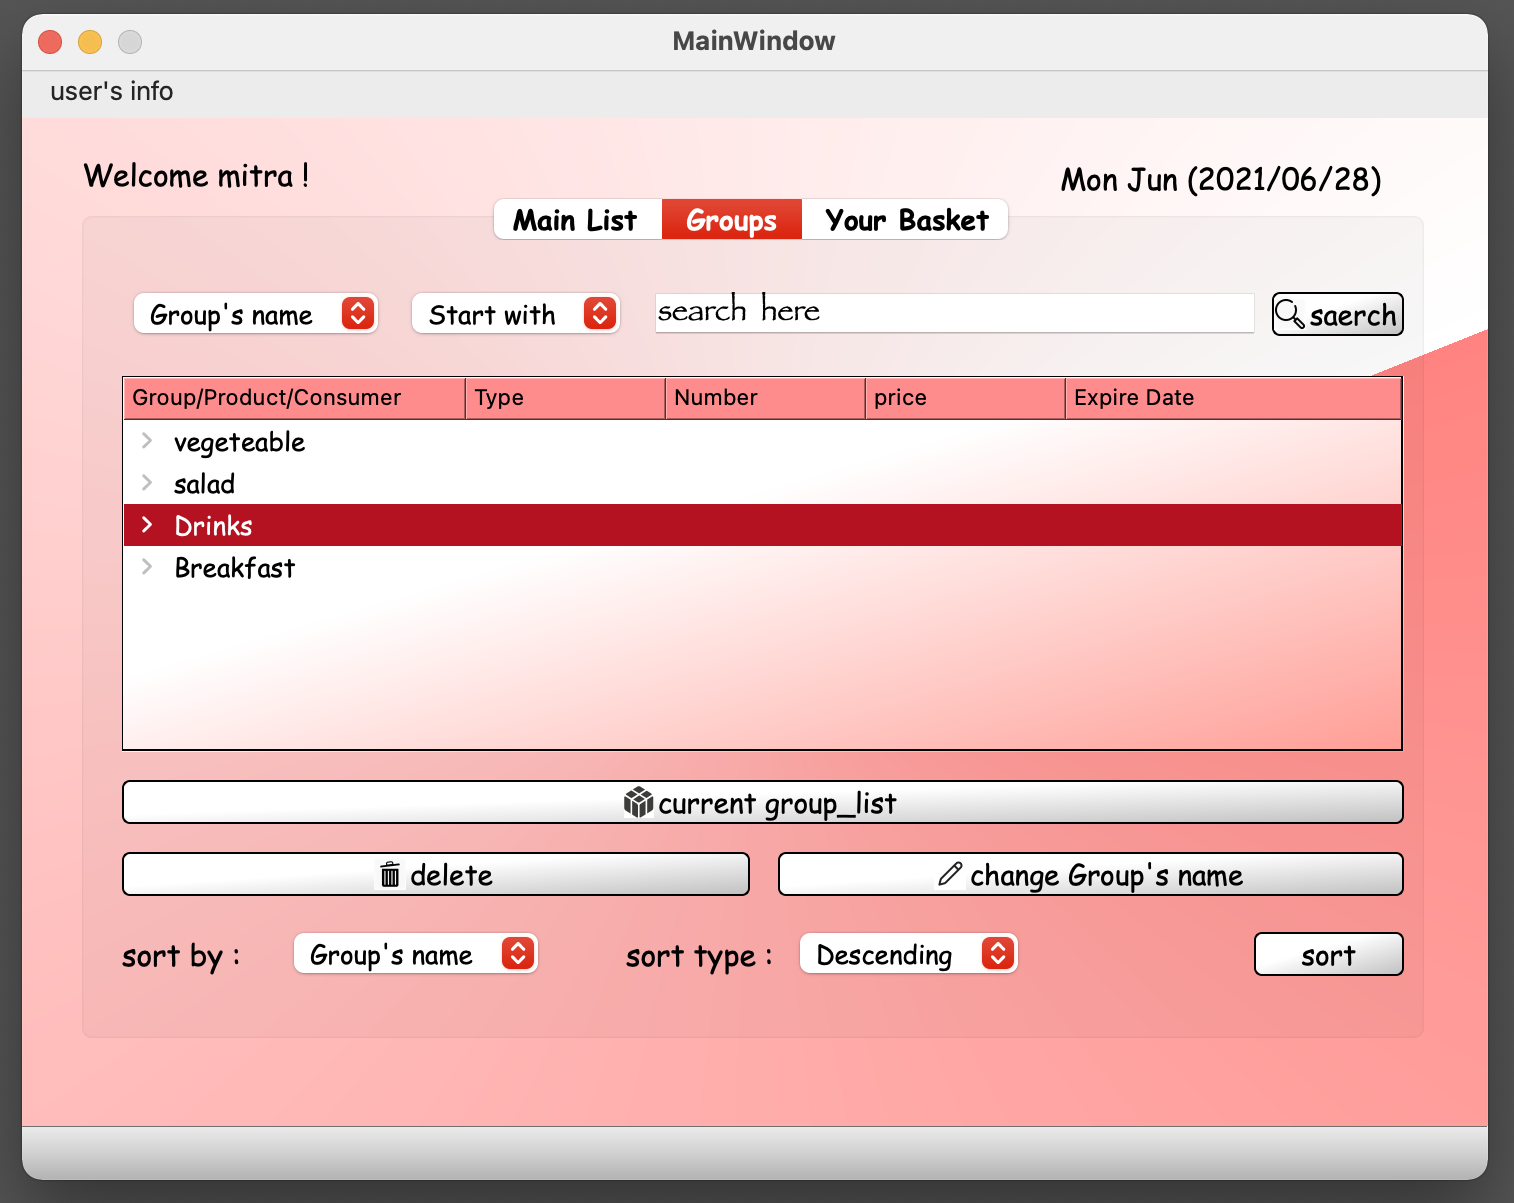 MainWindow
user's info
Welcome mitra !
Mon Jun (2021/06/28)
Main List Groups Your Basket
Group's name Start with search here saerch
Group/Product/Consumer Type Number price Expire Date
vegeteable
salad
Drinks
Breakfast
current group_list
delete change Group's name
sort by : Group's name sort type : Descending sort